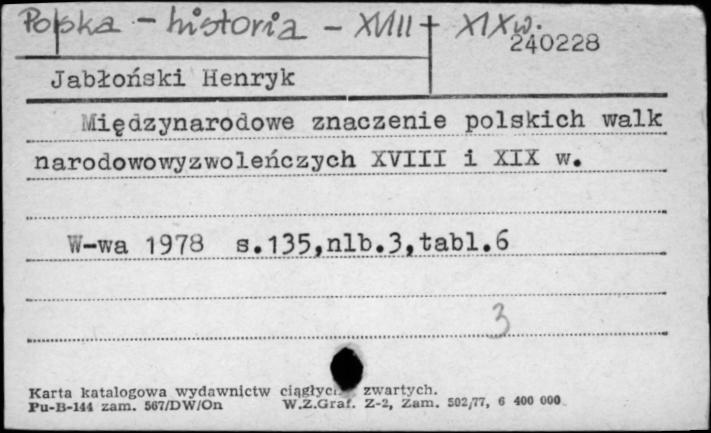 Polska - historia - XVIII + XIX w.
240228
Jabłoński Henryk
Międzynarodowe znaczenie polskich walk
narodowowyzwoleńczych XVIII i XIX w.
W-wa 1978 s.135,nlb.3,tabl.6
3
Karta katalogowa wydawnictw zwartych.
Pu-B-144 zam. 567/DW/On W.Z.Graf. Z-2, Zam. 502/77, 6 400 000